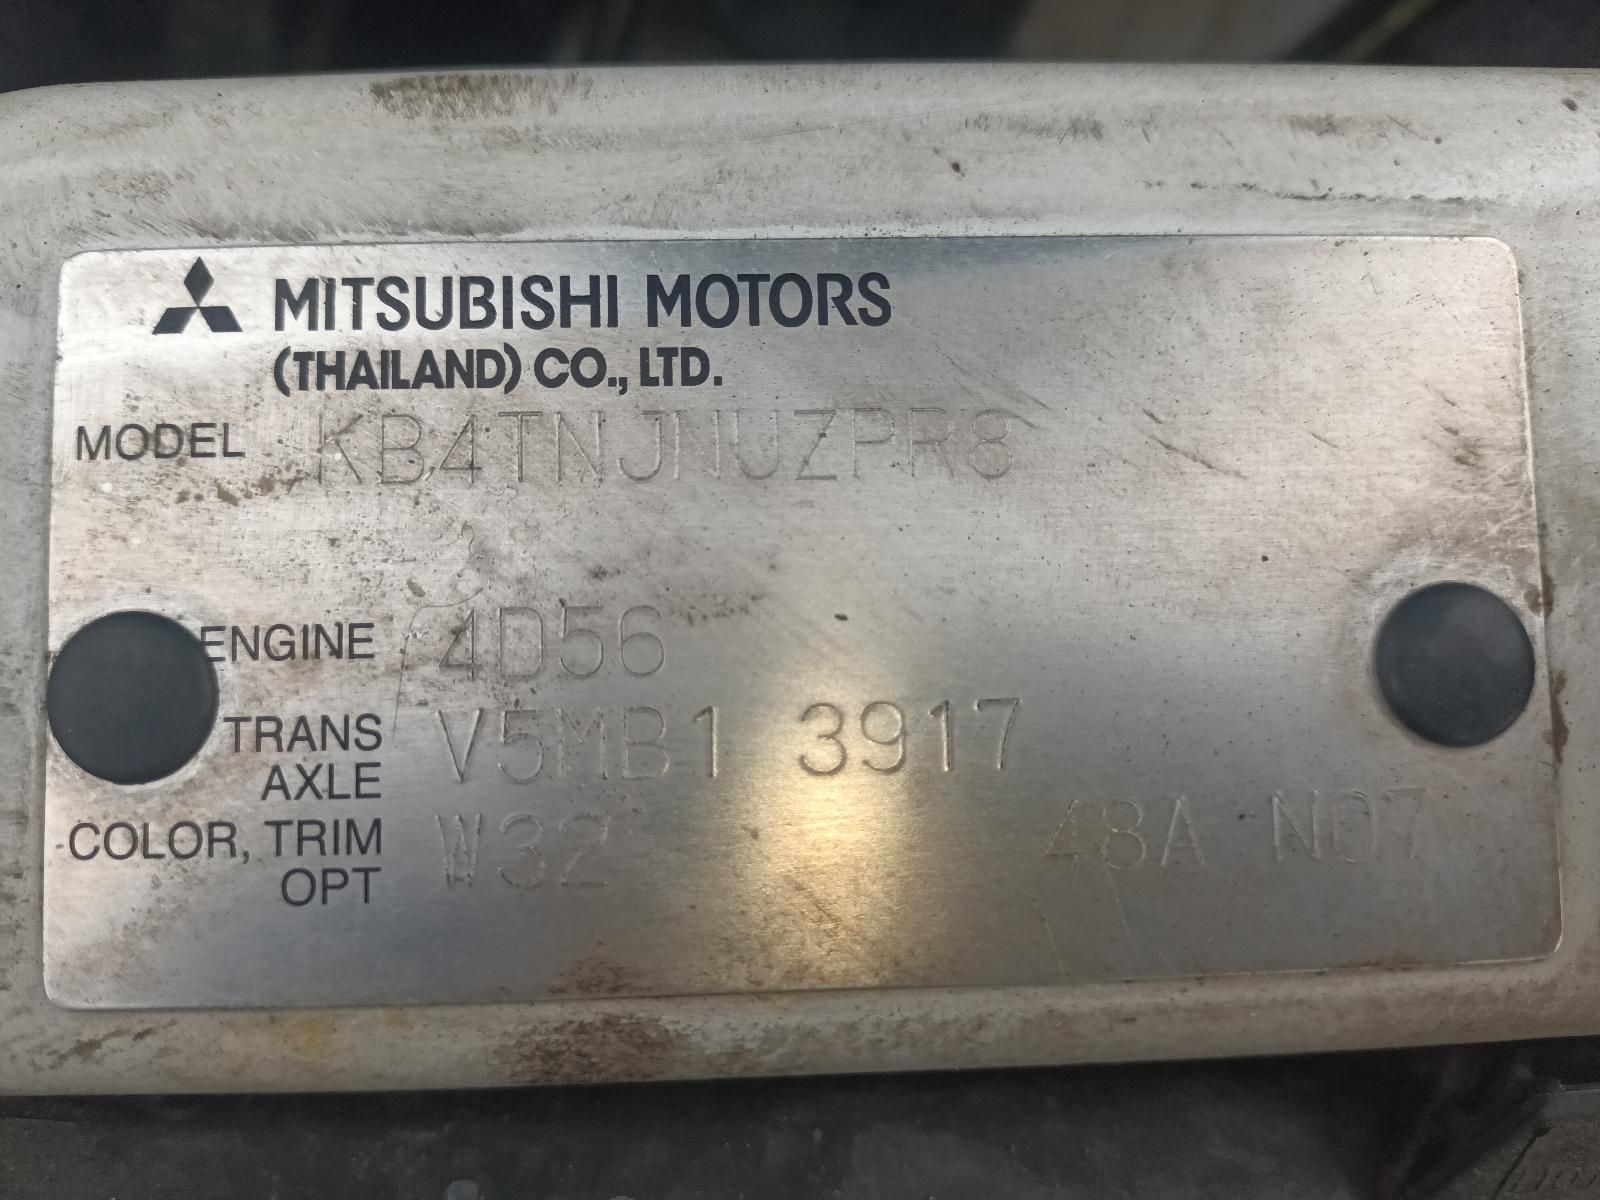 MITSUBISHI MOTORS
(THAILAND) CO., LTD.
MODEL KB4TNJNUZPR8
ENGINE 4D56
TRANS AXLE V5MB1 3917
COLOR, TRIM OPT W32 48A N07